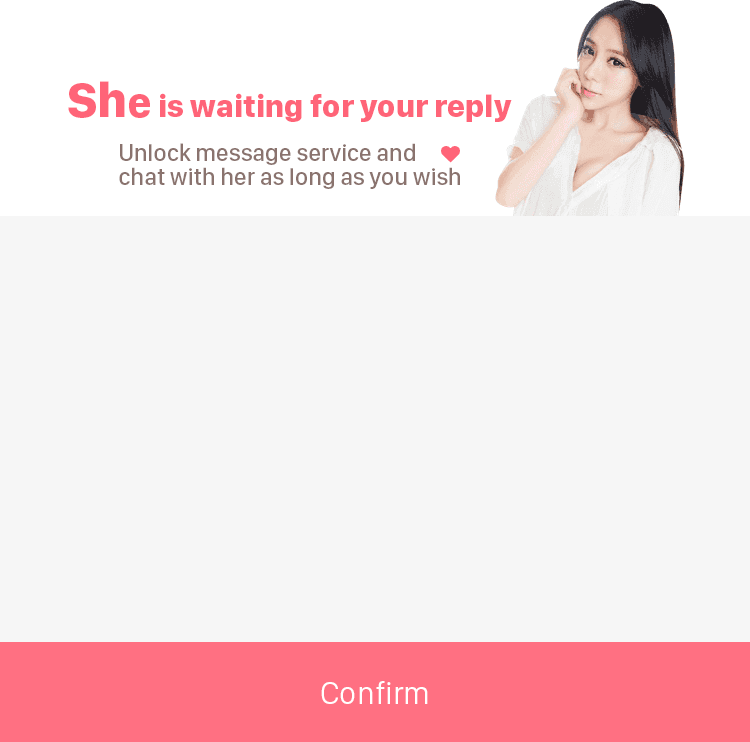 She is waiting for your reply
Unlock message service and
chat with her as long as you wish
Confirm